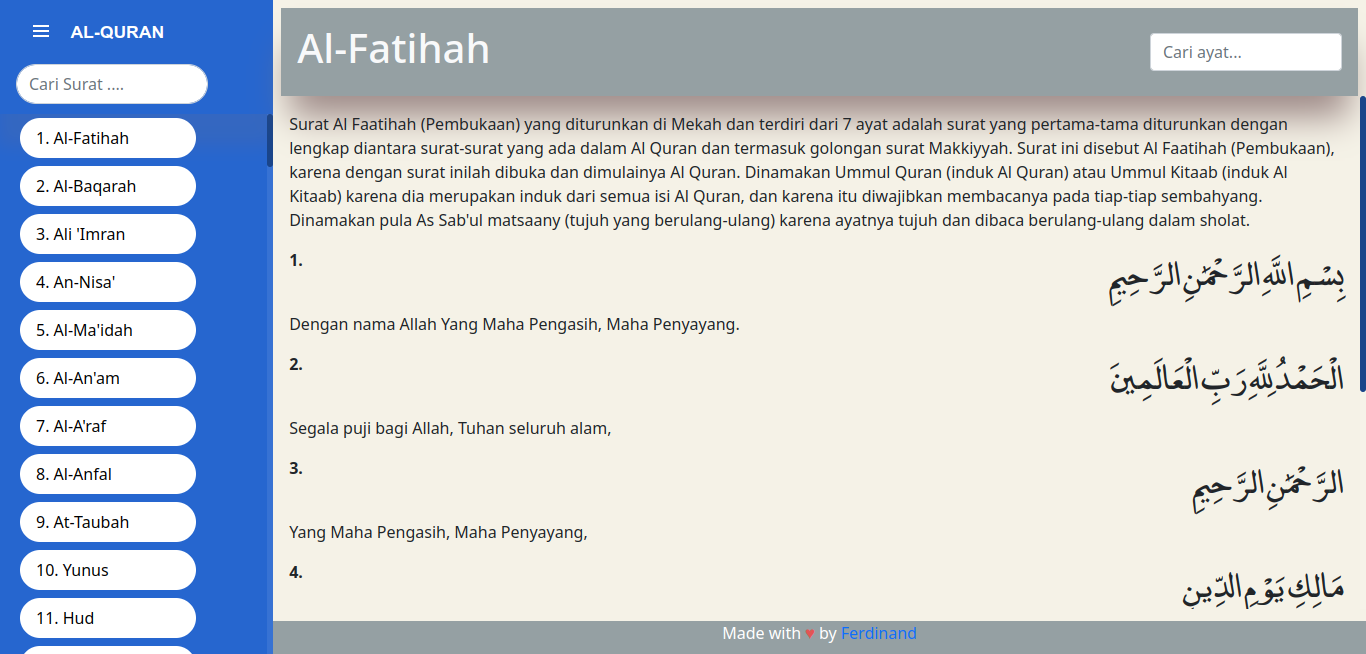 AL-QURAN
Cari Surat ....
1. Al-Fatihah
2. Al-Baqarah
3. Ali 'Imran
4. An-Nisa'
5. Al-Ma'idah
6. Al-An'am
7. Al-A'raf
8. Al-Anfal
9. At-Taubah
10. Yunus
11. Hud
Al-Fatihah
Cari ayat...
Surat Al Faatihah (Pembukaan) yang diturunkan di Mekah dan terdiri dari 7 ayat adalah surat yang pertama-tama diturunkan dengan
lengkap diantara surat-surat yang ada dalam Al Quran dan termasuk golongan surat Makkiyyah. Surat ini disebut Al Faatihah (Pembukaan),
karena dengan surat inilah dibuka dan dimulainya Al Quran. Dinamakan Ummul Quran (induk Al Quran) atau Ummul Kitaab (induk Al
Kitaab) karena dia merupakan induk dari semua isi Al Quran, dan karena itu diwajibkan membacanya pada tiap-tiap sembahyang.
Dinamakan pula As Sab'ul matsaany (tujuh yang berulang-ulang) karena ayatnya tujuh dan dibaca berulang-ulang dalam sholat.
1.
بِسْمِ اللَّهِ الرَّحْمَٰنِ الرَّحِيمِ
Dengan nama Allah Yang Maha Pengasih, Maha Penyayang.
2.
الْحَمْدُ لِلَّهِ رَبِّ الْعَالَمِينَ
Segala puji bagi Allah, Tuhan seluruh alam,
3.
الرَّحْمَٰنِ الرَّحِيمِ
Yang Maha Pengasih, Maha Penyayang,
4.
مَالِكِ يَوْمِ الدِّينِ
Made with ♥ by Ferdinand